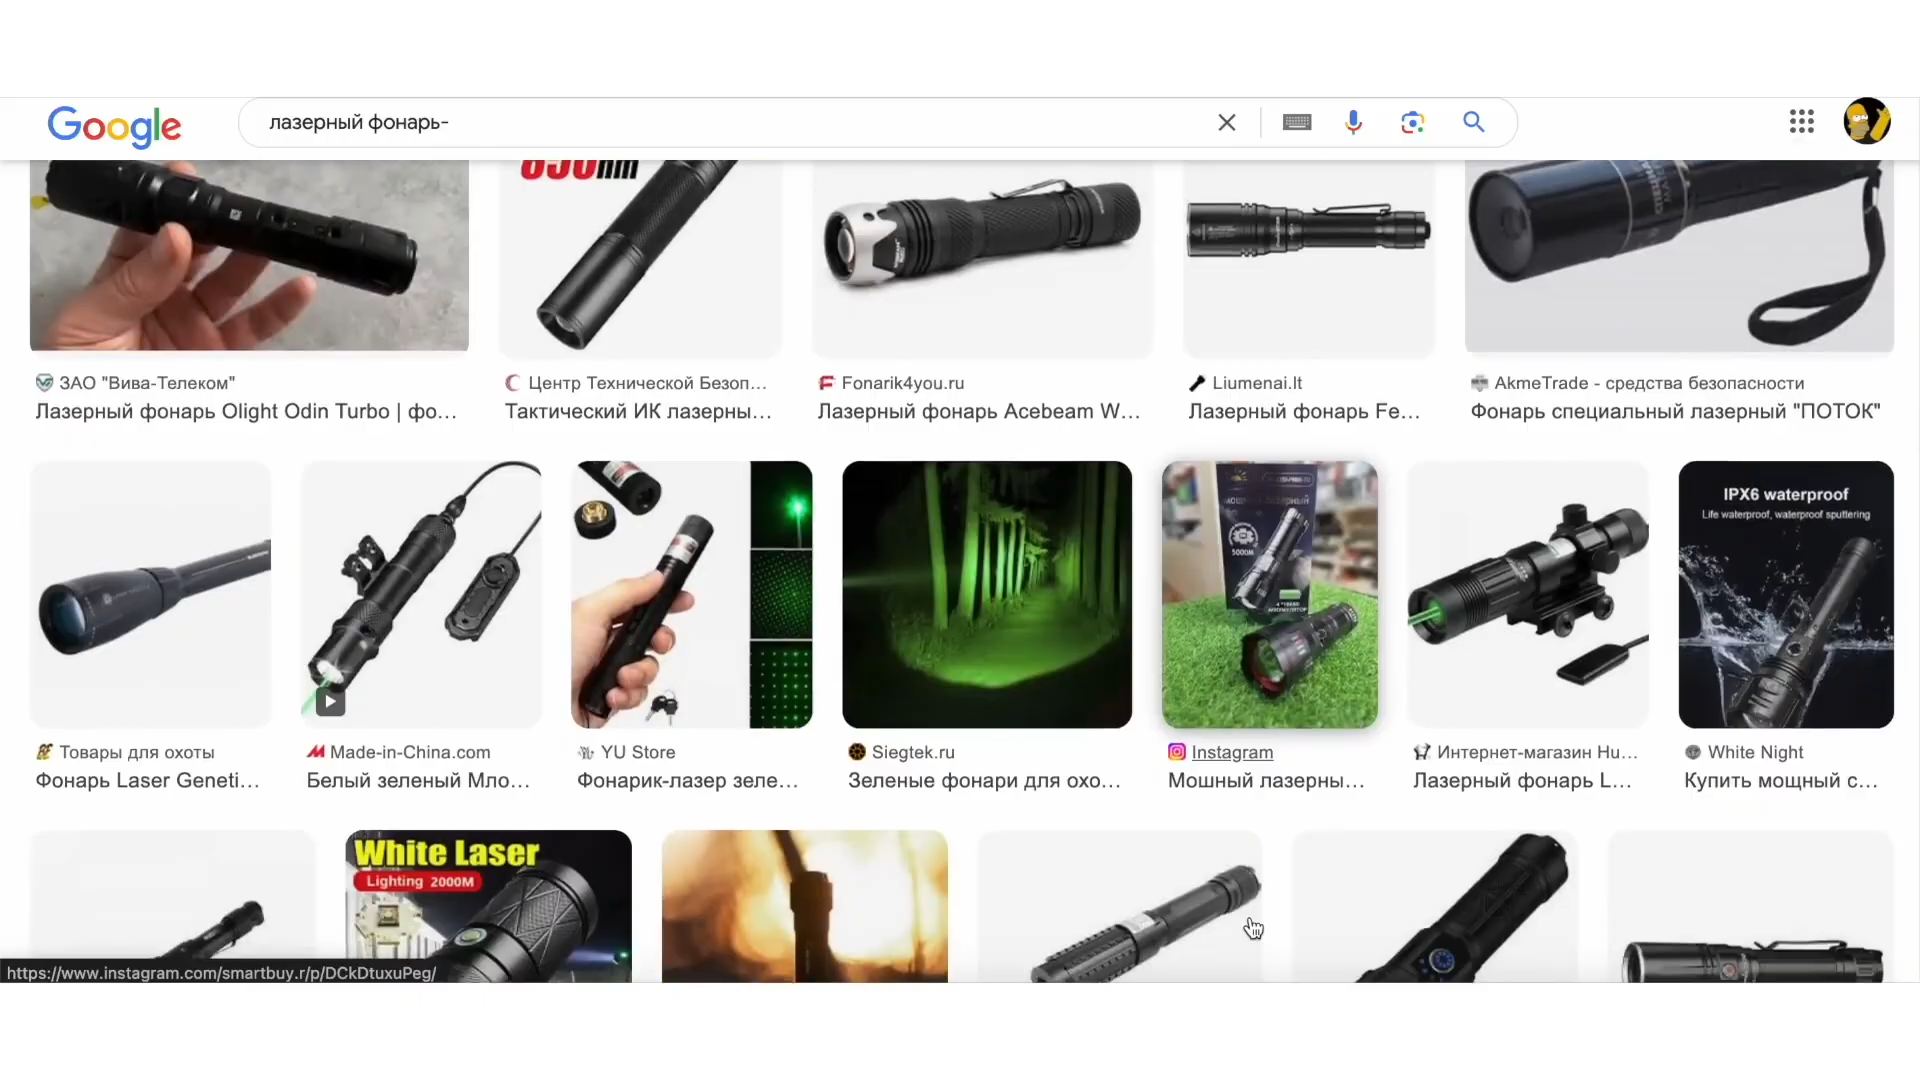 Google
лазерный фонарь-
850nm
ЗАО "Вива-Телеком"
Лазерный фонарь Olight Odin Turbo | фо...
Центр Технической Безоп...
Тактический ИК лазерны...
Fonarik4you.ru
Лазерный фонарь Acebeam W...
Liumenai.lt
Лазерный фонарь Fe...
AkmeTrade - средства безопасности
Фонарь специальный лазерный "ПОТОК"
5000M
IPX6 waterproof
Life waterproof, waterproof sputtering
Товары для охоты
Фонарь Laser Geneti...
Made-in-China.com
Белый зеленый Мло...
YU Store
Фонарик-лазер зеле...
Siegtek.ru
Зеленые фонари для охо...
Instagram
Мошный лазерны...
Интернет-магазин Hu...
Лазерный фонарь L...
White Night
Купить мощный с...
White Laser
Lighting 2000M
https://www.instagram.com/smartbuy.r/p/DCkDtuxuPeg/